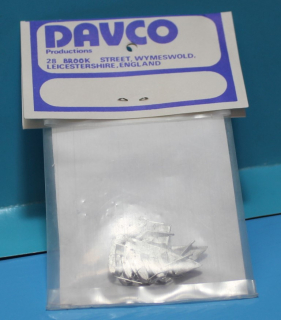 DAVCO
Productions
28 BROOK STREET, WYMESWOLD,
LEICESTERSHIRE, ENGLAND